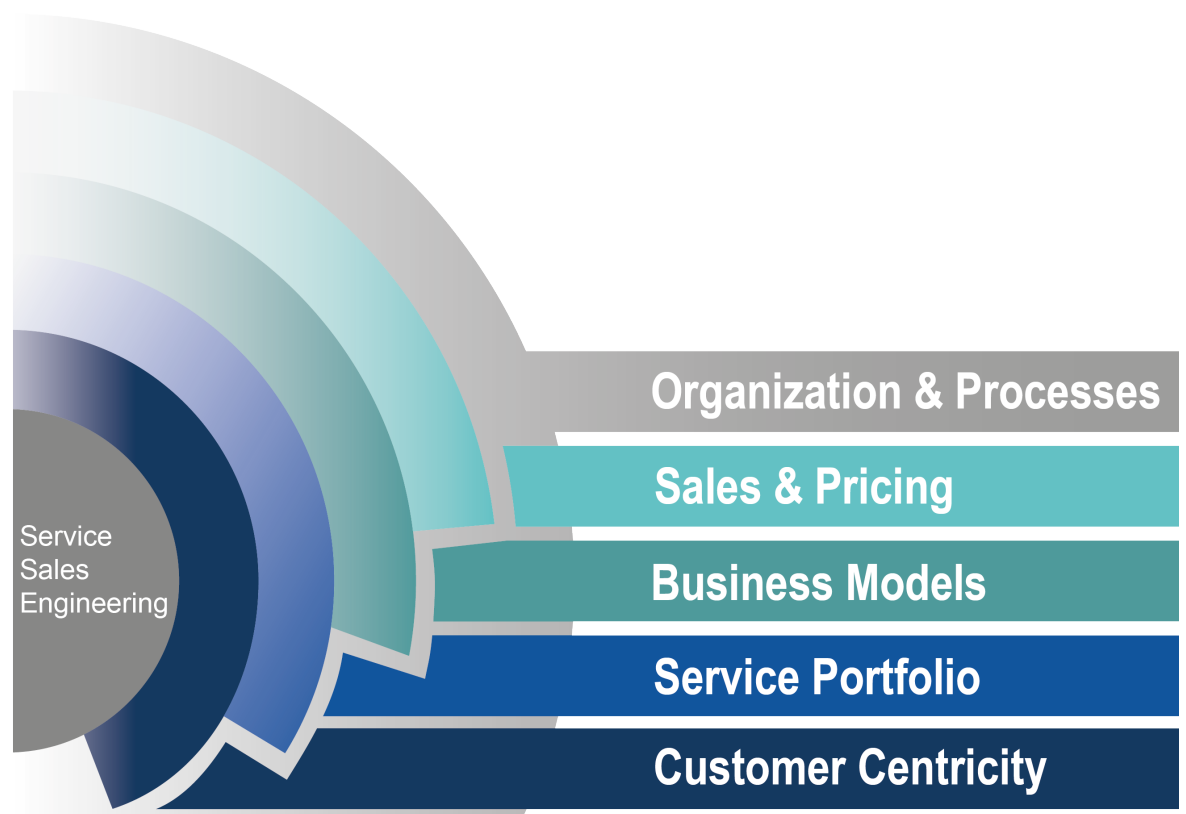 Organization & Processes
Sales & Pricing
Service
Sales
Engineering
Business Models
Service Portfolio
Customer Centricity